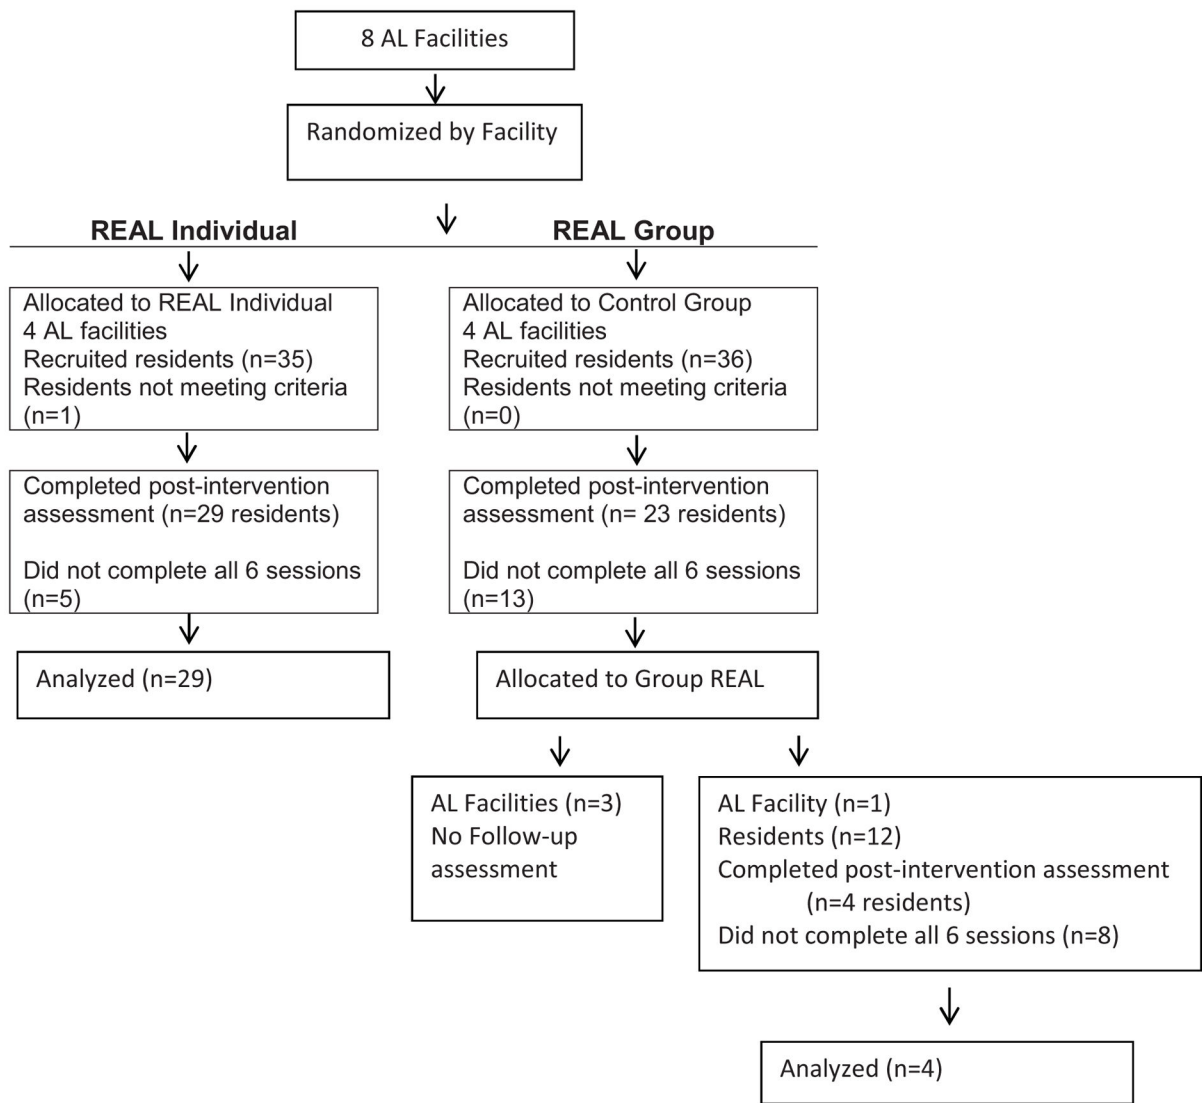 8 AL Facilities
Randomized by Facility
REAL Individual
REAL Group
Allocated to REAL Individual
4 AL facilities
Recruited residents (n=35)
Residents not meeting criteria
(n=1)
Allocated to Control Group
4 AL facilities
Recruited residents (n=36)
Residents not meeting criteria
(n=0)
Completed post-intervention
assessment (n=29 residents)
Did not complete all 6 sessions
(n=5)
Completed post-intervention
assessment (n= 23 residents)
Did not complete all 6 sessions
(n=13)
Analyzed (n=29)
Allocated to Group REAL
AL Facilities (n=3)
No Follow-up
assessment
AL Facility (n=1)
Residents (n=12)
Completed post-intervention assessment
(n=4 residents)
Did not complete all 6 sessions (n=8)
Analyzed (n=4)